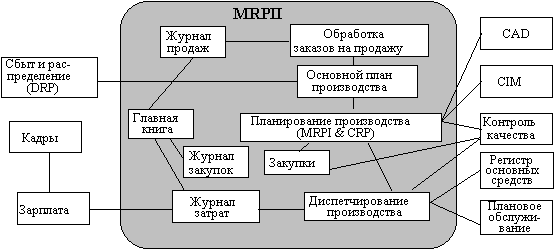 MRPII
Журнал
продаж
Обработка
заказов на продажу
CAD
Сбыт и рас-
пределение
(DRP)
Основной план
производства
CIM
Главная
книга
Планирование производства
(MRPI & CRP)
Контроль
качества
Кадры
Журнал
закупок
Закупки
Регистр
основных
средств
Зарплата
Журнал
затрат
Диспетчирование
производства
Плановое
обслужи-
вание